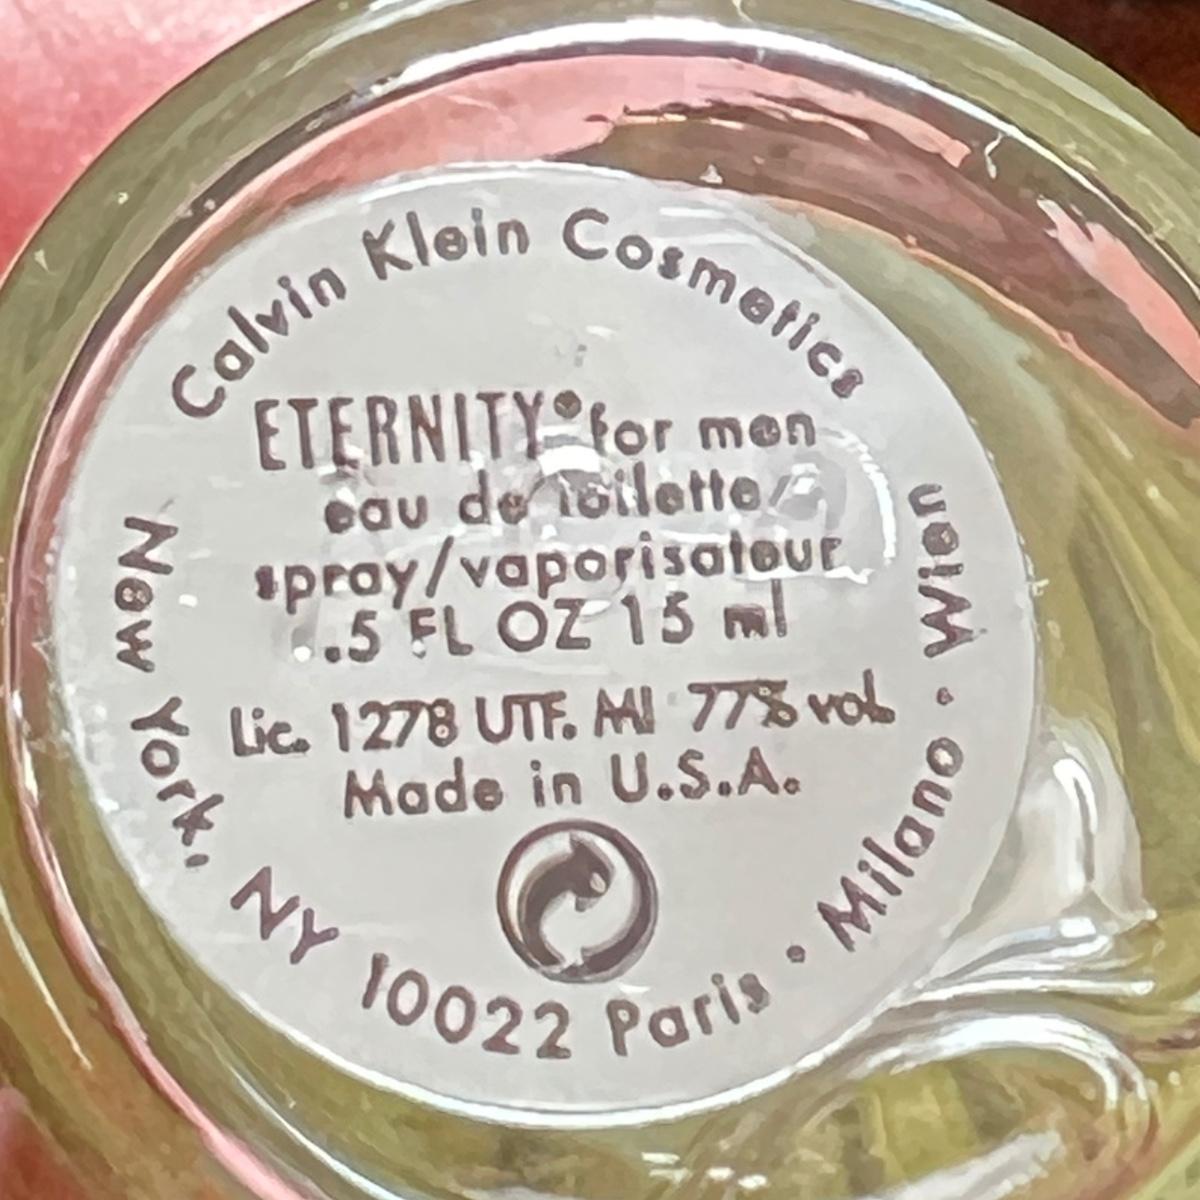 Calvin Klein Cosmetics
ETERNITY® for men
eau de toilette
spray/vaporisateur
.5 FL OZ 15 ml
Lic. 1278 UTF. MI 77% vol
Made in U.S.A.
New York, NY 10022 Paris · Milano · Wien